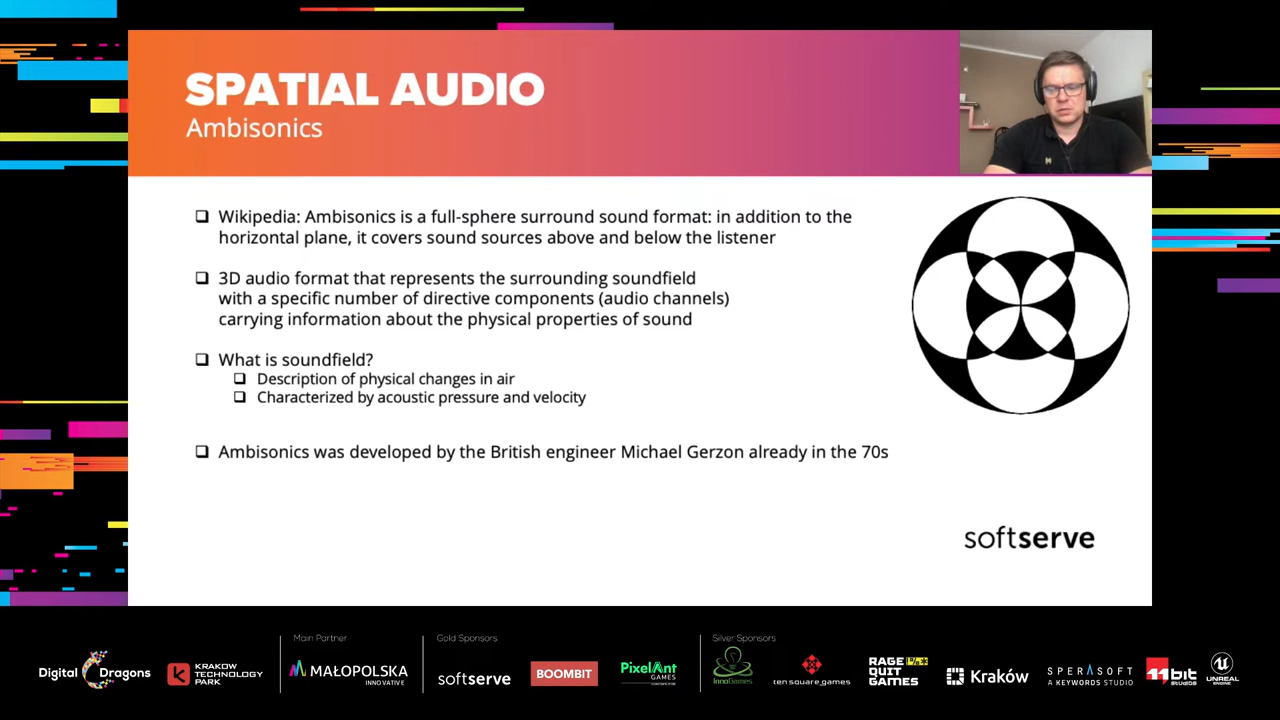 SPATIAL AUDIO
Ambisonics
Wikipedia: Ambisonics is a full-sphere surround sound format: in addition to the
horizontal plane, it covers sound sources above and below the listener
3D audio format that represents the surrounding soundfield
with a specific number of directive components (audio channels)
carrying information about the physical properties of sound
What is soundfield?
Description of physical changes in air
Characterized by acoustic pressure and velocity
Ambisonics was developed by the British engineer Michael Gerzon already in the 70s
softserve
Main Partner
Gold Sponsors
Silver Sponsors
Digital Dragons
KRAKOW
TECHNOLOGY
PARK
MAŁOPOLSKA
INNOVATIVE
softserve
BOOMBIT
PixelAnt
GAMES
InnoGames
ten square games
RAGE
QUIT
GAMES
Kraków
SPERASOFT
A KEYWORDS STUDIO
11 bit
STUDIOS
UNREAL
ENGINE